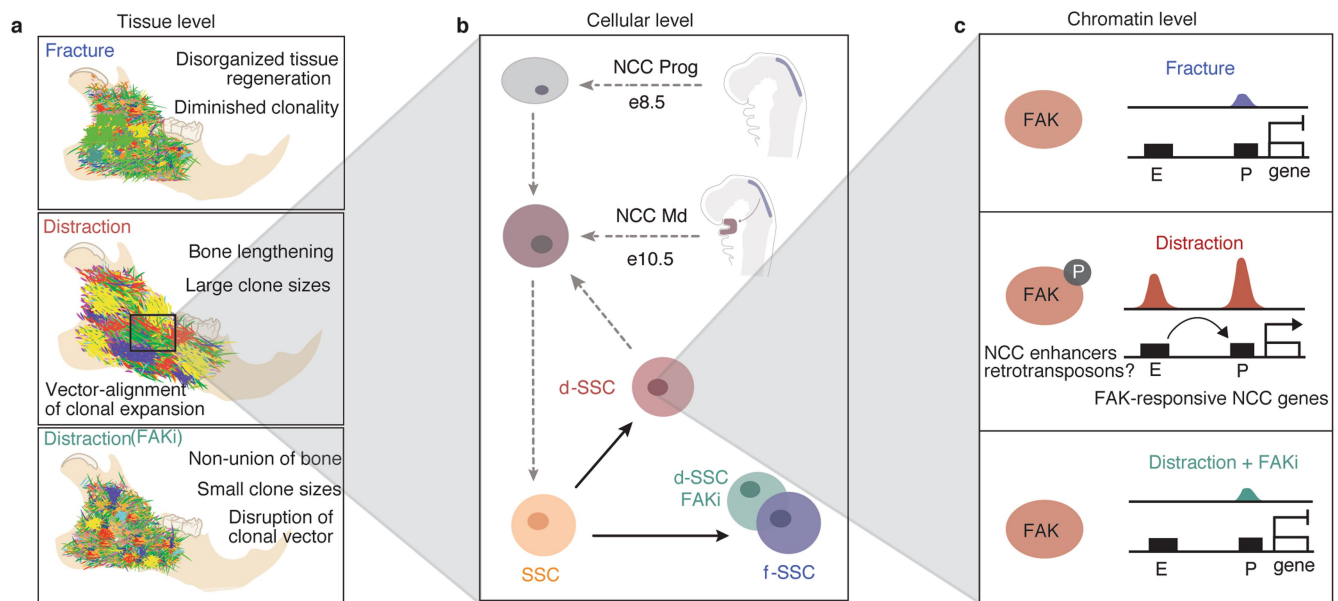 Tissue level
Cellular level
Chromatin level
a
Fracture
Disorganized tissue
regeneration
Diminished clonality
Distraction
Bone lengthening
Large clone sizes
Vector-alignment
of clonal expansion
Distraction(FAKi)
Non-union of bone
Small clone sizes
Disruption of
clonal vector
b
NCC Prog
e8.5
NCC Md
e10.5
d-SSC
d-SSC
FAKi
SSC
f-SSC
c
Fracture
FAK
E
P
gene
Distraction
FAK
P
NCC enhancers
retrotransposons?
E
P
FAK-responsive NCC genes
Distraction + FAKi
FAK
E
P
gene